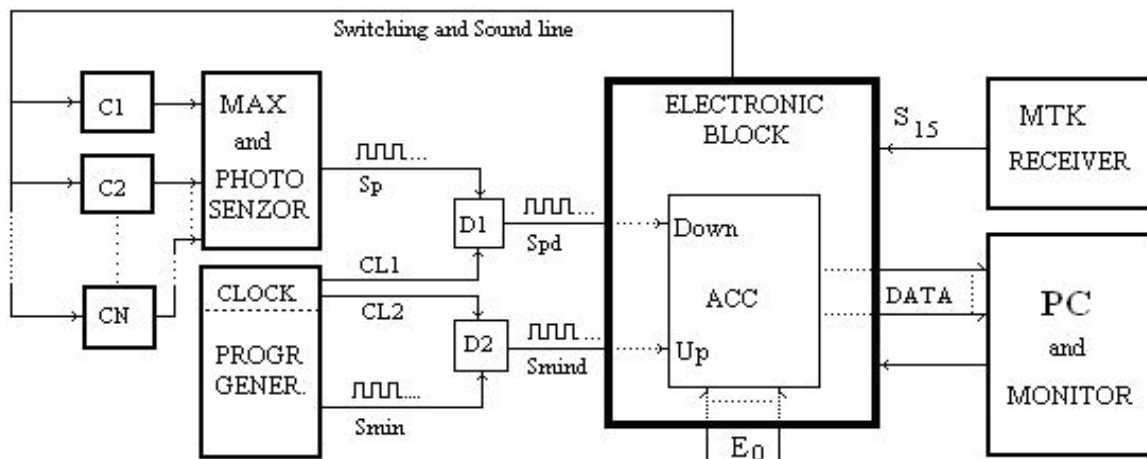 Switching and Sound line
C1
C2
CN
MAX
and
PHOTO
SENZOR
CLOCK
PROGR
GENER.
Sp
CL1
CL2
Smin
D1
D2
Spd
Smind
ELECTRONIC
BLOCK
Down
ACC
Up
E0
S15
DATA
MTK
RECEIVER
PC
and
MONITOR